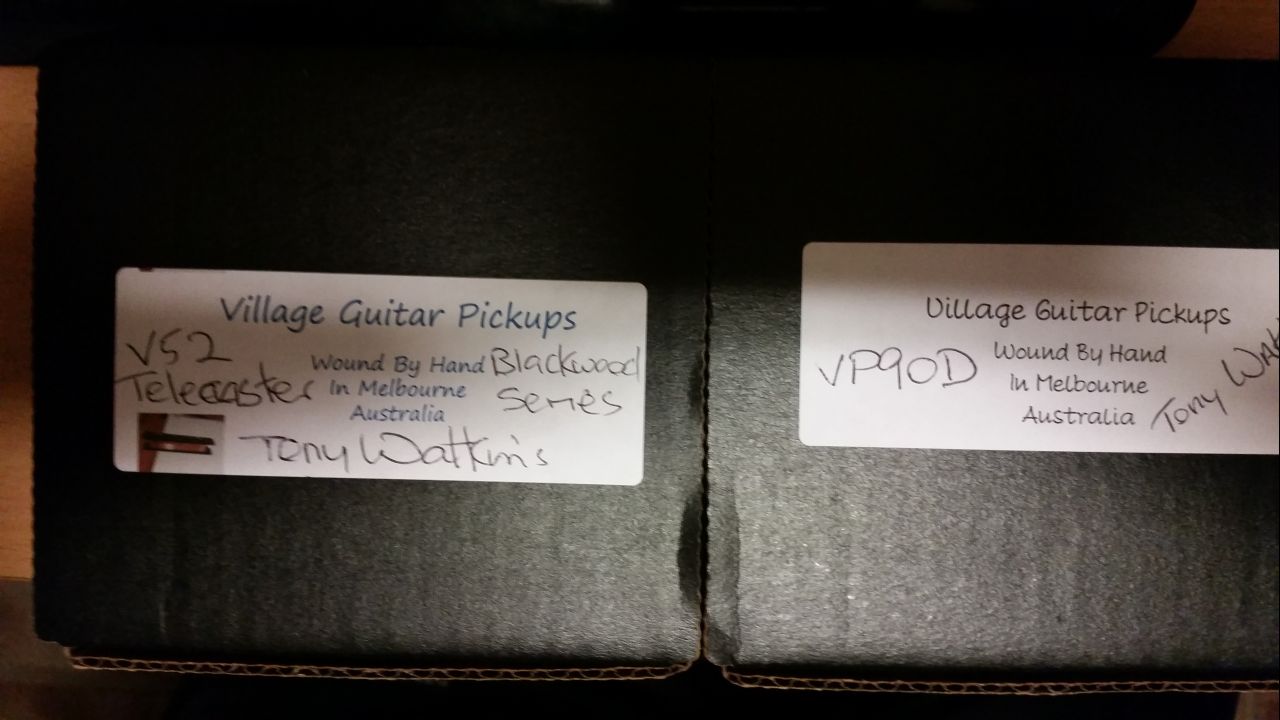 Village Guitar Pickups
VS2
Telecaster
Wound By Hand
In Melbourne
Australia
Blackwood
Series
Tony Watkins
Village Guitar Pickups
VP90D
Wound By Hand
In Melbourne
Australia
Tony